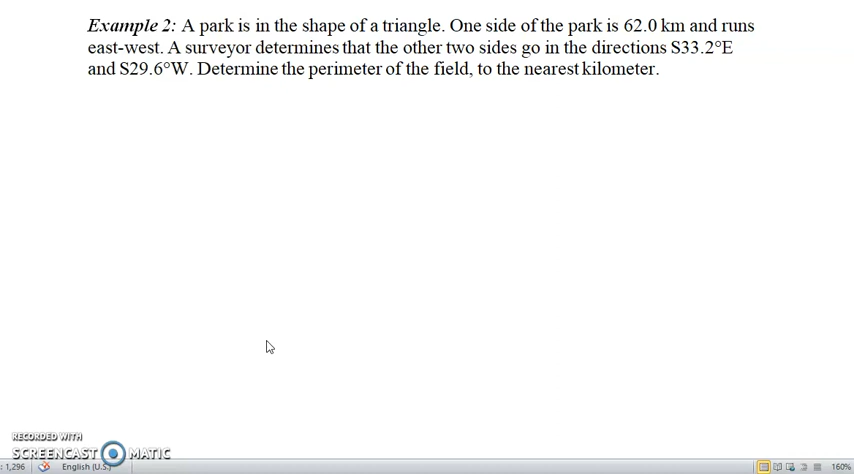 Example 2: A park is in the shape of a triangle. One side of the park is 62.0 km and runs
east-west. A surveyor determines that the other two sides go in the directions S33.2°E
and S29.6°W. Determine the perimeter of the field, to the nearest kilometer.
RECORDED WITH
SCREENCAST MATIC
: 1,296 English (U.S.) 160%